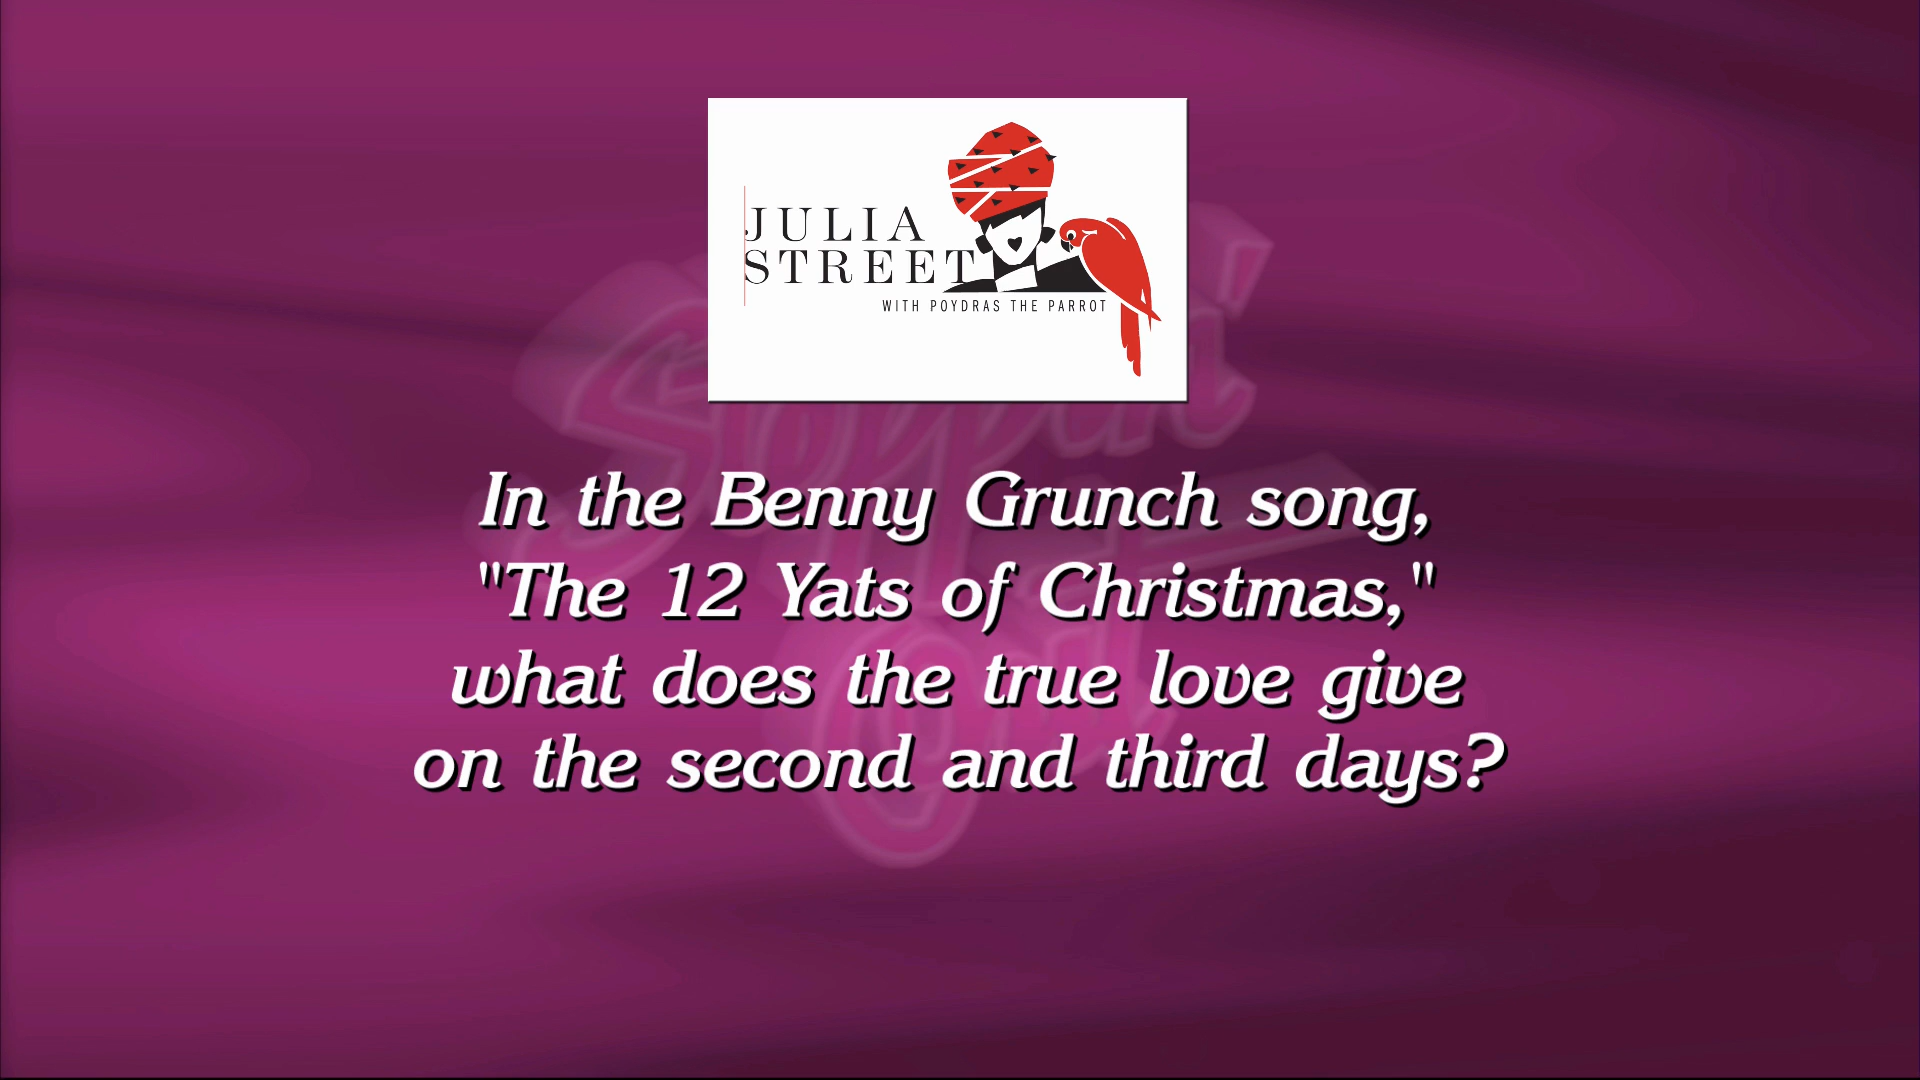 JULIA
STREET
WITH POYDRAS THE PARROT
In the Benny Grunch song,
"The 12 Yats of Christmas,"
what does the true love give
on the second and third days?